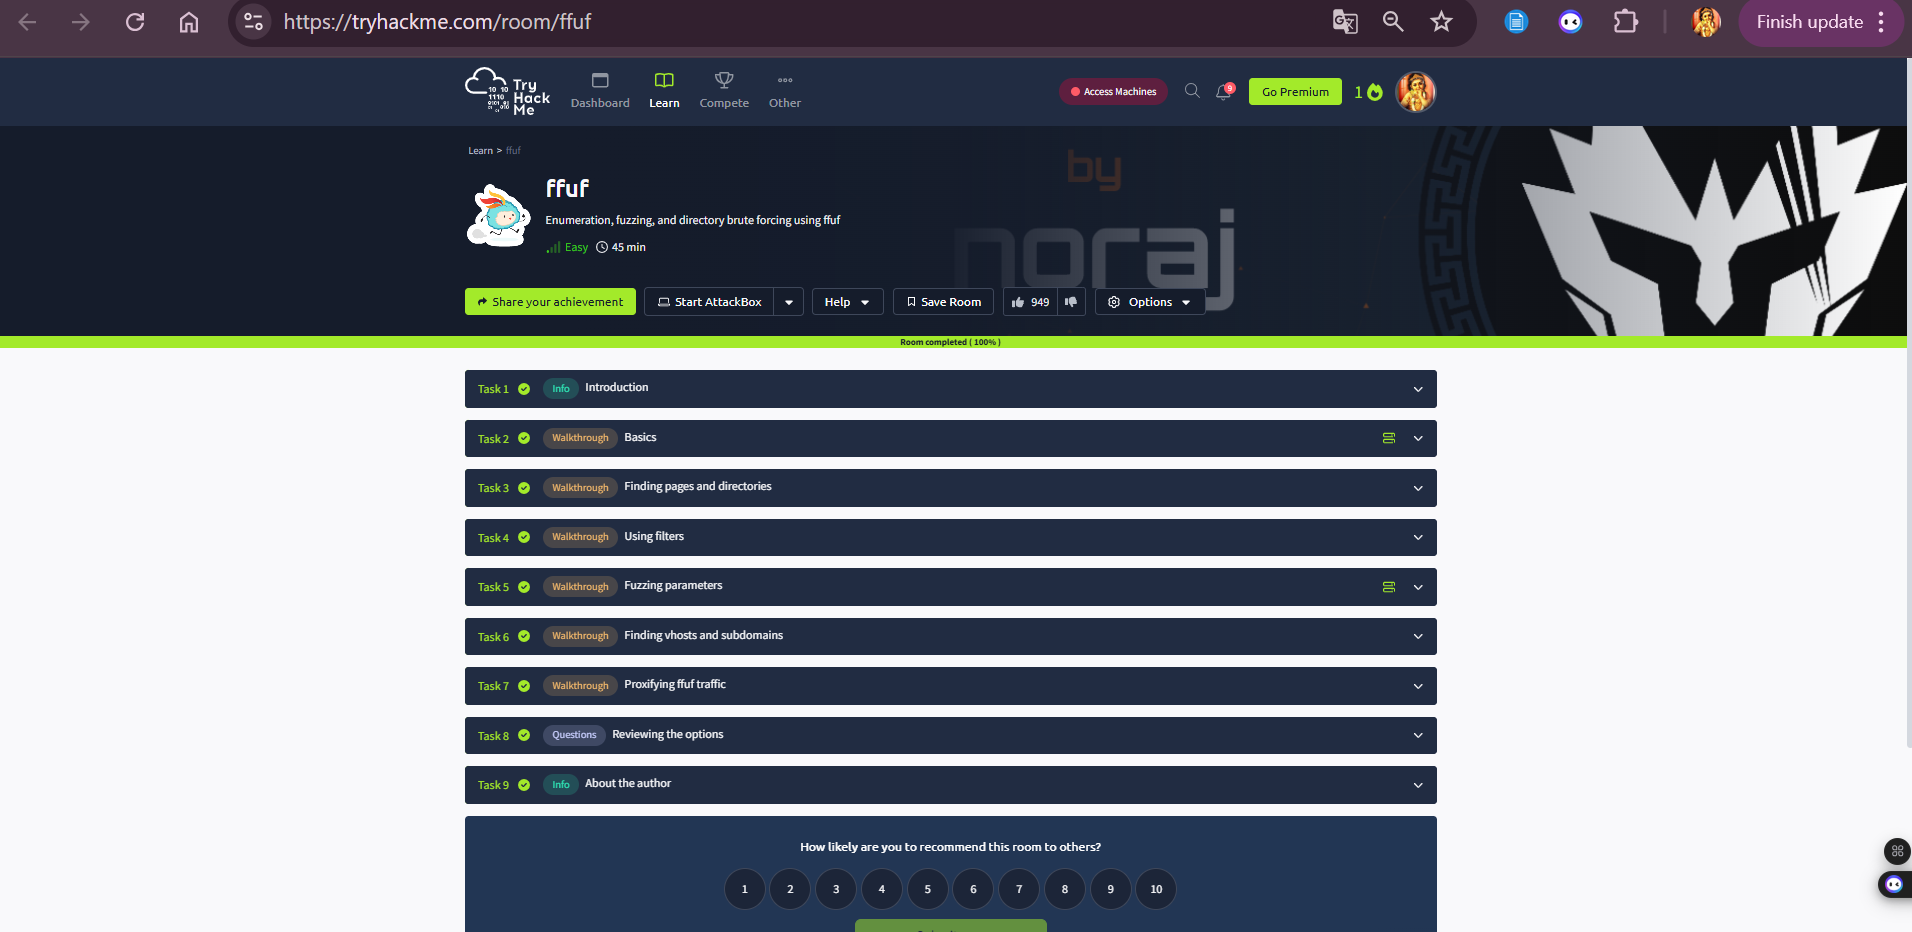 https://tryhackme.com/room/ffuf
Finish update
Try
Hack
Me
Dashboard
Learn
Compete
Other
Access Machines
9
Go Premium
1
Learn > ffuf
ffuf
Enumeration, fuzzing, and directory brute forcing using ffuf
Easy
45 min
by
noraj
Share your achievement
Start AttackBox
Help
Save Room
949
Options
Room completed ( 100% )
Task 1 Info Introduction
Task 2 Walkthrough Basics
Task 3 Walkthrough Finding pages and directories
Task 4 Walkthrough Using filters
Task 5 Walkthrough Fuzzing parameters
Task 6 Walkthrough Finding vhosts and subdomains
Task 7 Walkthrough Proxifying ffuf traffic
Task 8 Questions Reviewing the options
Task 9 Info About the author
How likely are you to recommend this room to others?
1 2 3 4 5 6 7 8 9 10